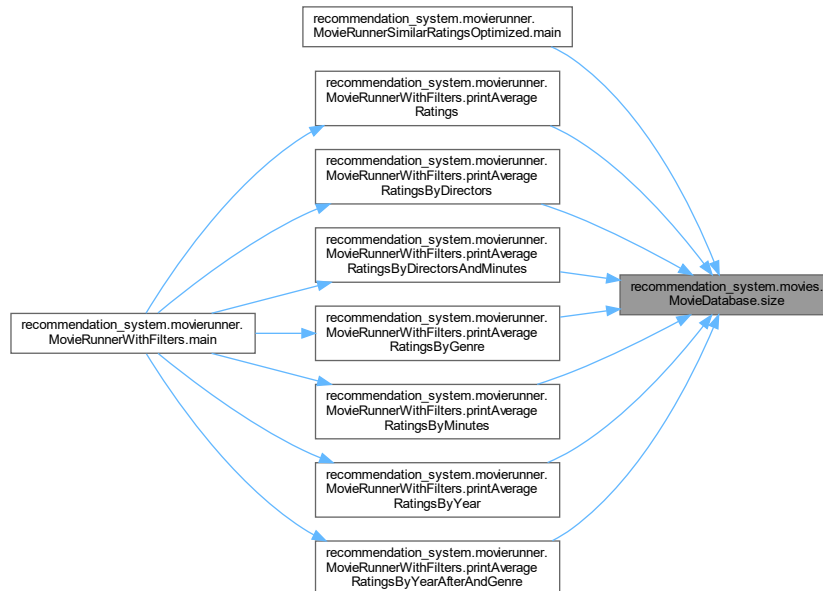 recommendation_system.movierunner.
MovieRunnerSimilarRatingsOptimized.main
recommendation_system.movierunner.
MovieRunnerWithFilters.printAverage
Ratings
recommendation_system.movierunner.
MovieRunnerWithFilters.printAverage
RatingsByDirectors
recommendation_system.movierunner.
MovieRunnerWithFilters.printAverage
RatingsByDirectorsAndMinutes
recommendation_system.movies.
MovieDatabase.size
recommendation_system.movierunner.
MovieRunnerWithFilters.main
recommendation_system.movierunner.
MovieRunnerWithFilters.printAverage
RatingsByGenre
recommendation_system.movierunner.
MovieRunnerWithFilters.printAverage
RatingsByMinutes
recommendation_system.movierunner.
MovieRunnerWithFilters.printAverage
RatingsByYear
recommendation_system.movierunner.
MovieRunnerWithFilters.printAverage
RatingsByYearAfterAndGenre